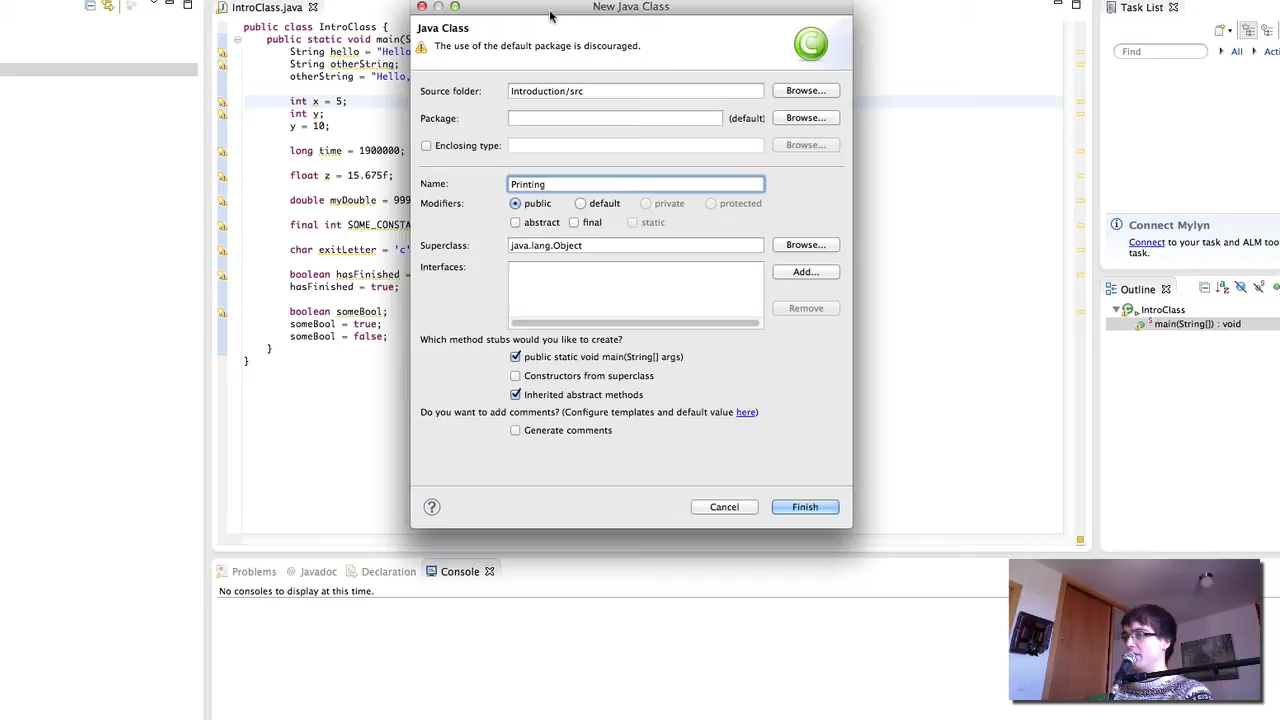 IntroClass.java
New Java Class
Task List
public class IntroClass {
public static void main(S
String hello = "Hello
String otherString;
otherString = "Hello,
int x = 5;
int y;
y = 10;
long time = 1900000;
float z = 15.675f;
double myDouble = 999
final int SOME_CONSTA
char exitLetter = 'c'
boolean hasFinished =
hasFinished = true;
boolean someBool;
someBool = true;
someBool = false;
}
}
Java Class
The use of the default package is discouraged.
Source folder: Introduction/src Browse...
Package: (default) Browse...
Enclosing type: Browse...
Name: Printing
Modifiers: public default private protected
abstract final static
Superclass: java.lang.Object Browse...
Interfaces: Add...
Remove
Which method stubs would you like to create?
public static void main(String[] args)
Constructors from superclass
Inherited abstract methods
Do you want to add comments? (Configure templates and default value here)
Generate comments
? Cancel Finish
Find All Acti
Connect Mylyn
Connect to your task and ALM too
task.
Outline
IntroClass
main(String[]) : void
Problems @ Javadoc Declaration Console
No consoles to display at this time.